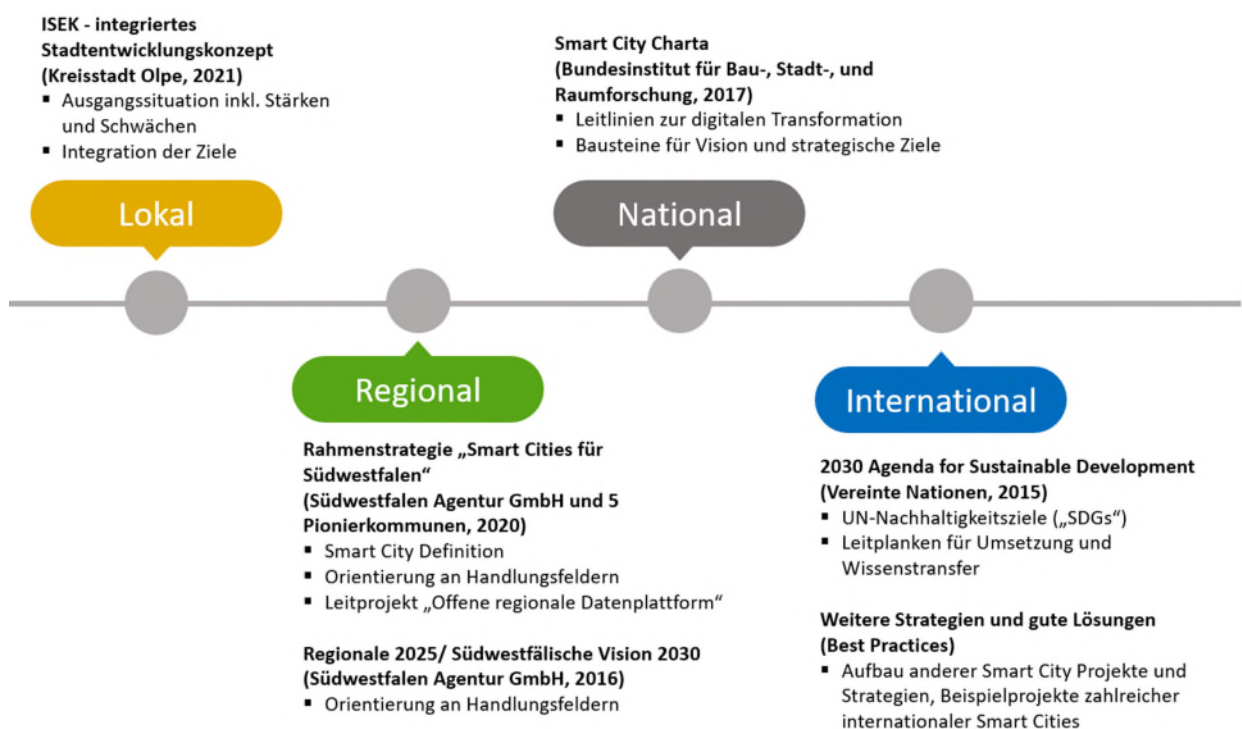 ISEK - integriertes
Stadtentwicklungskonzept
(Kreisstadt Olpe, 2021)
▪ Ausgangssituation inkl. Stärken
und Schwächen
▪ Integration der Ziele
Lokal
Smart City Charta
(Bundesinstitut für Bau-, Stadt-, und
Raumforschung, 2017)
▪ Leitlinien zur digitalen Transformation
▪ Bausteine für Vision und strategische Ziele
National
Regional
Rahmenstrategie „Smart Cities für
Südwestfalen“
(Südwestfalen Agentur GmbH und 5
Pionierkommunen, 2020)
▪ Smart City Definition
▪ Orientierung an Handlungsfeldern
▪ Leitprojekt „Offene regionale Datenplattform“
Regionale 2025/ Südwestfälische Vision 2030
(Südwestfalen Agentur GmbH, 2016)
▪ Orientierung an Handlungsfeldern
International
2030 Agenda for Sustainable Development
(Vereinte Nationen, 2015)
▪ UN-Nachhaltigkeitsziele („SDGs“)
▪ Leitplanken für Umsetzung und
Wissenstransfer
Weitere Strategien und gute Lösungen
(Best Practices)
▪ Aufbau anderer Smart City Projekte und
Strategien, Beispielprojekte zahlreicher
internationaler Smart Cities